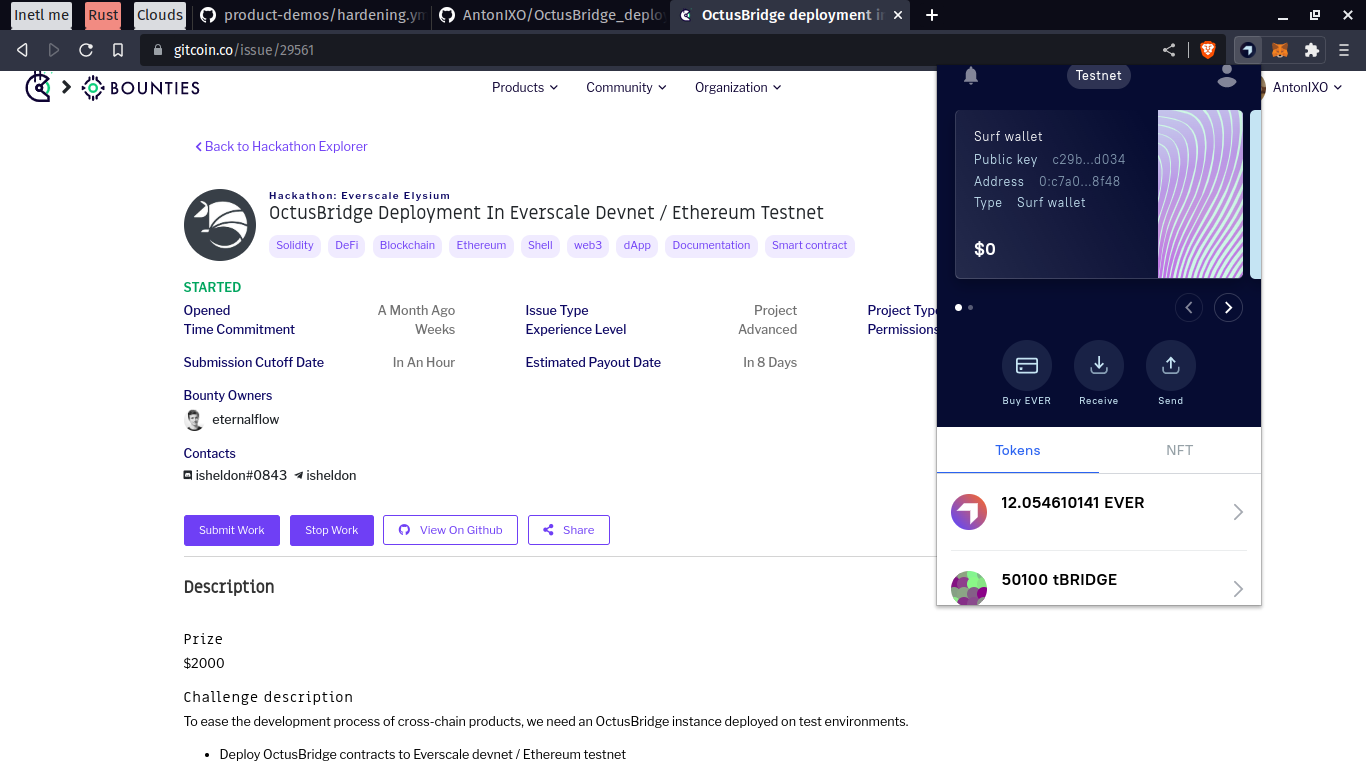 Inetl me Rust Clouds product-demos/hardening.ym AntonIXO/OctusBridge_deplo OctusBridge deployment i
gitcoin.co/issue/29561
BOUNTIES Products Community Organization AntonIXO
Back to Hackathon Explorer
Hackathon: Everscale Elysium
OctusBridge Deployment In Everscale Devnet / Ethereum Testnet
Solidity DeFi Blockchain Ethereum Shell web3 dApp Documentation Smart contract
STARTED
Opened A Month Ago Issue Type Project Project Type
Time Commitment Weeks Experience Level Advanced Permissions
Submission Cutoff Date In An Hour Estimated Payout Date In 8 Days
Bounty Owners
eternalflow
Contacts
isheldon#0843 isheldon
Submit Work Stop Work View On Github Share
Description
Prize
$2000
Challenge description
To ease the development process of cross-chain products, we need an OctusBridge instance deployed on test environments.
• Deploy OctusBridge contracts to Everscale devnet / Ethereum testnet
Testnet
Surf wallet
Public key c29b...d034
Address 0:c7a0...8f48
Type Surf wallet
$0
Buy EVER Receive Send
Tokens NFT
12.054610141 EVER
50100 tBRIDGE